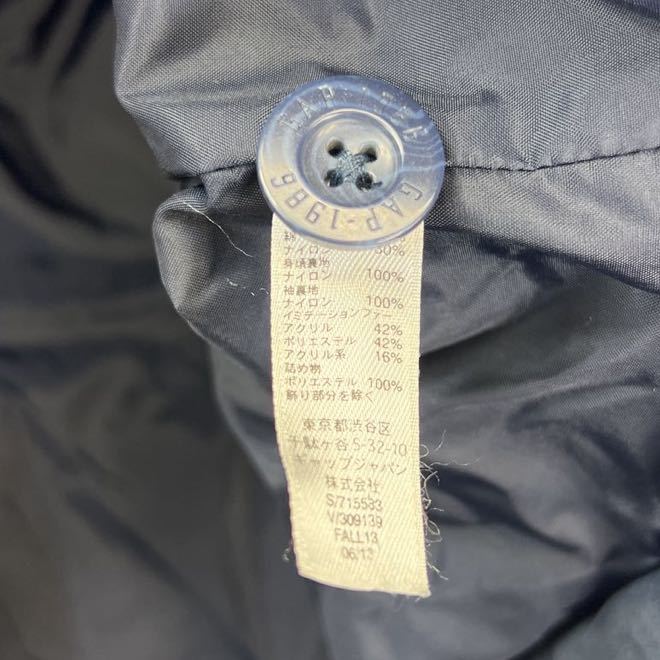 GAP
GAP-1986
ナイロン
身頃裏地
ナイロン 100%
袖裏地
ナイロン 100%
イミテーションファー
アクリル 42%
ポリエステル 42%
アクリル系 16%
詰め物
ポリエステル 100%
飾り部分を除く
東京都渋谷区
千駄ケ谷5-32-10
ギャップジャパン
株式会社
S/715583
V/309139
FALL13
06/13